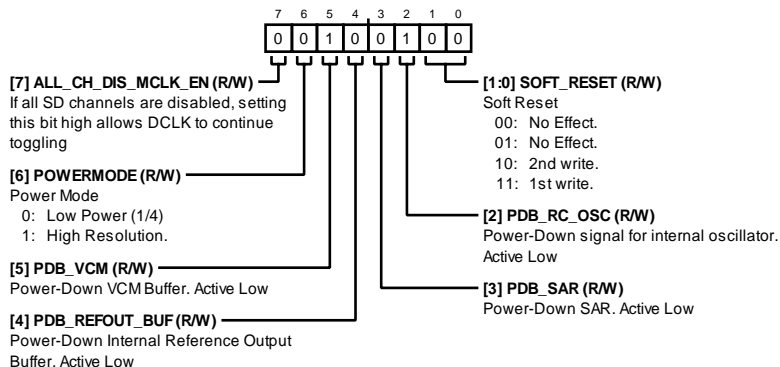 7 6 5 4 3 2 1 0
0 0 1 0 0 1 0 0
[7] ALL_CH_DIS_MCLK_EN (R/W)
If all SD channels are disabled, setting
this bit high allows DCLK to continue
toggling
[6] POWERMODE (R/W)
Power Mode
0: Low Power (1/4)
1: High Resolution.
[5] PDB_VCM (R/W)
Power-Down VCM Buffer. Active Low
[4] PDB_REFOUT_BUF (R/W)
Power-Down Internal Reference Output
Buffer. Active Low
[1:0] SOFT_RESET (R/W)
Soft Reset
00: No Effect.
01: No Effect.
10: 2nd write.
11: 1st write.
[2] PDB_RC_OSC (R/W)
Power-Down signal for internal oscillator.
Active Low
[3] PDB_SAR (R/W)
Power-Down SAR. Active Low